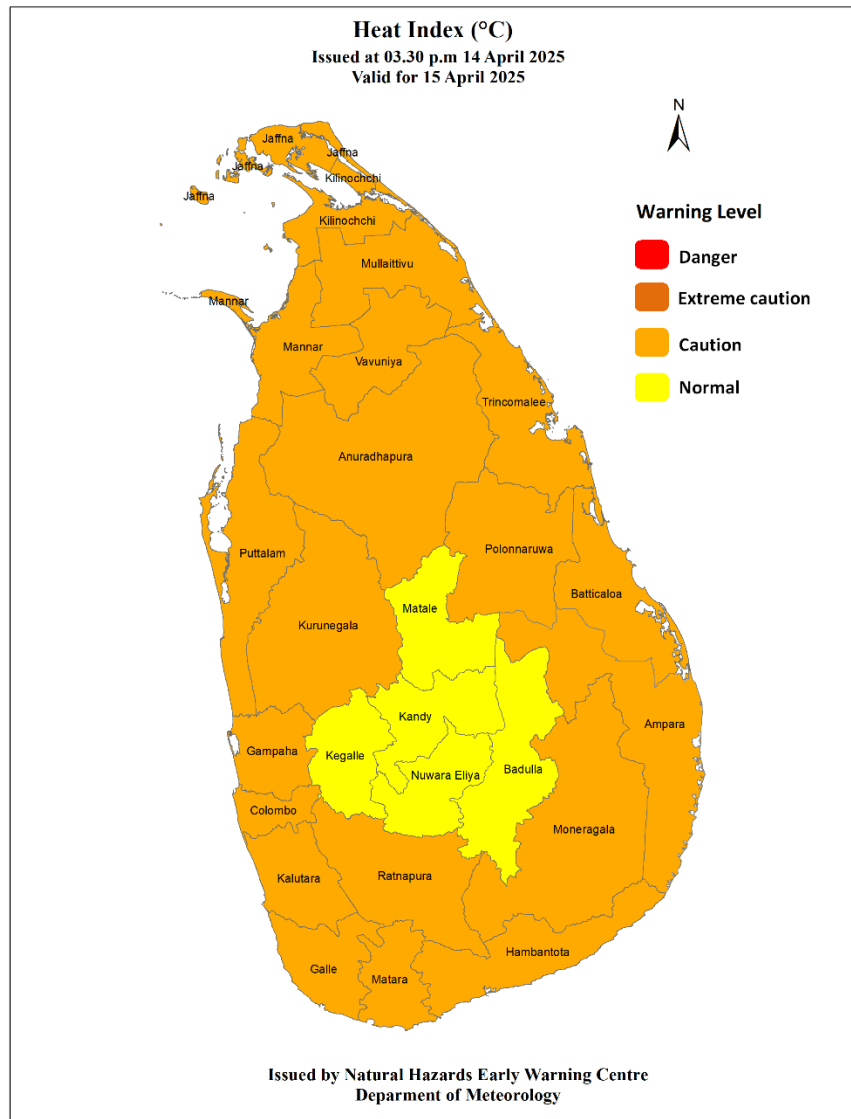 Heat Index (°C)
Issued at 03.30 p.m 14 April 2025
Valid for 15 April 2025
N
Jaffna
Jaffna
Jaffna
Kilinochchi
Jaffna
Kilinochchi
Warning Level
Danger
Extreme caution
Caution
Normal
Mullaittivu
Mannar
Mannar
Vavuniya
Trincomalee
Anuradhapura
Puttalam
Polonnaruwa
Batticaloa
Matale
Kurunegala
Kandy
Ampara
Gampaha
Kegalle
Nuwara Eliya
Badulla
Colombo
Moneragala
Kalutara
Ratnapura
Hambantota
Galle
Matara
Issued by Natural Hazards Early Warning Centre
Deparment of Meteorology